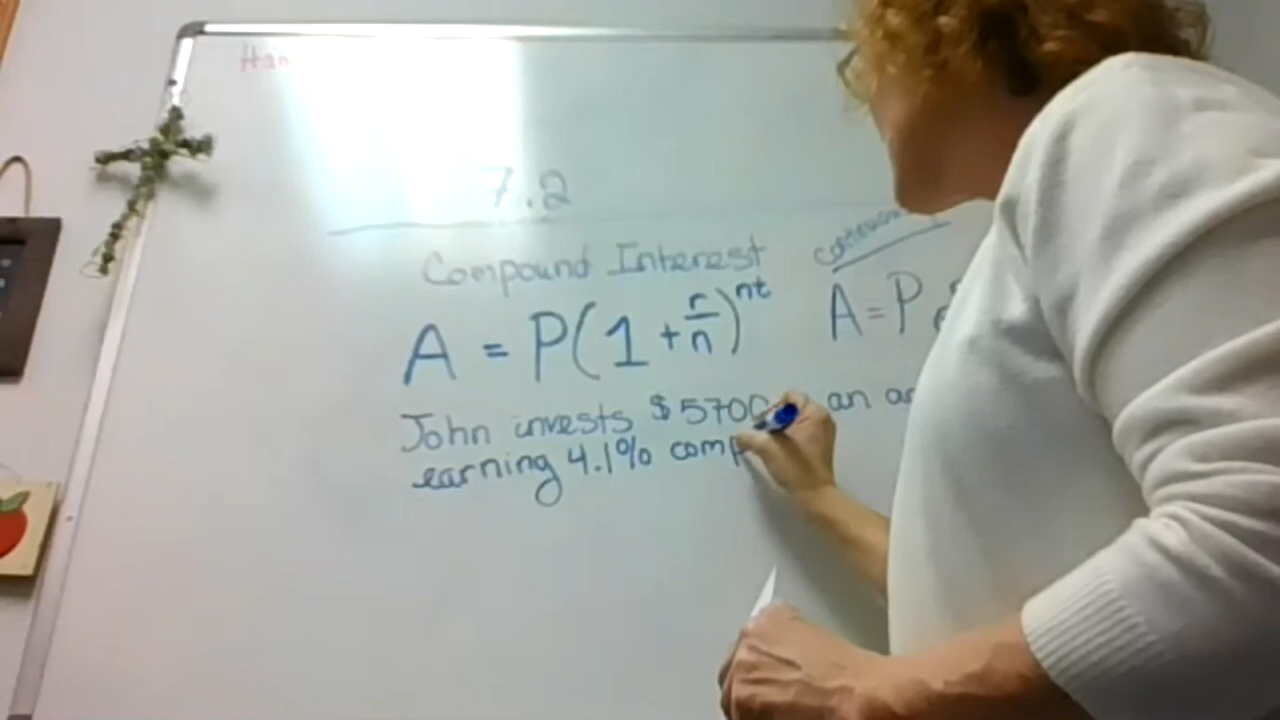 7.2
Compound Interest
A = P(1 + r/n)^nt
A = P
John invests $5700 an
earning 4.1% comp